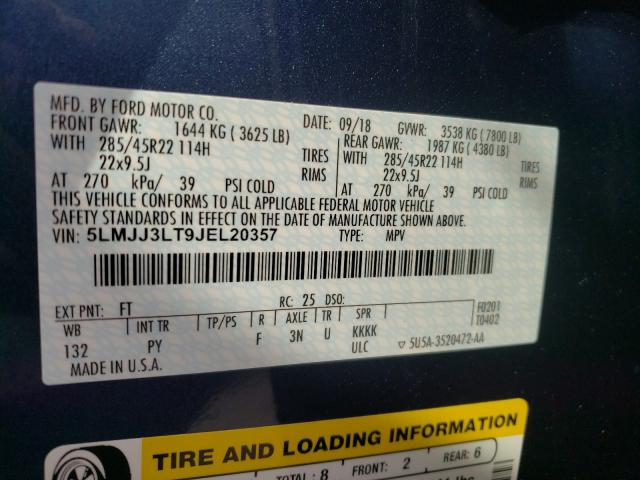 MFD. BY FORD MOTOR CO.
DATE: 09/18 GVWR: 3538 KG ( 7800 LB)
FRONT GAWR: 1644 KG ( 3625 LB)
REAR GAWR: 1987 KG ( 4380 LB)
WITH 285/45R22 114H TIRES
WITH 285/45R22 114H TIRES
22x9.5J RIMS
22x9.5J RIMS
AT 270 kPa/ 39 PSI COLD
AT 270 kPa/ 39 PSI COLD
THIS VEHICLE CONFORMS TO ALL APPLICABLE FEDERAL MOTOR VEHICLE
SAFETY STANDARDS IN EFFECT ON THE DATE OF MANUFACTURE SHOWN ABOVE.
VIN: 5LMJJ3LT9JEL20357 TYPE: MPV
EXT PNT: FT RC: 25 DSO: F0201
T0402
WB INT TR TP/PS R AXLE TR SPR
132 PY F 3N U KKKK
ULC ▽ 5U5A-3520472-AA
MADE IN U.S.A.
TIRE AND LOADING INFORMATION
TOTAL: 8 FRONT: 2 REAR: 6